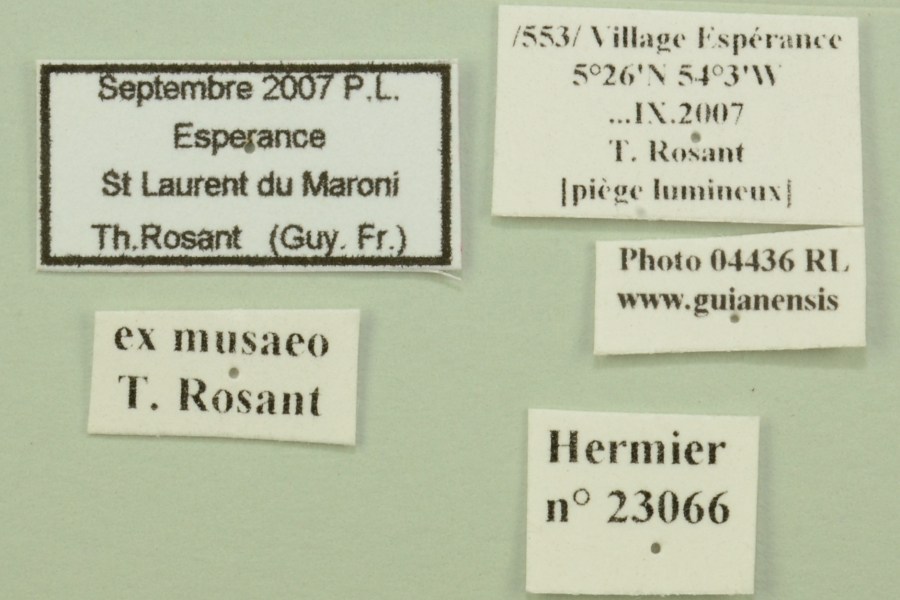 Septembre 2007 P.L.
Esperance
St Laurent du Maroni
Th.Rosant (Guy. Fr.)
/553/ Village Espérance
5°26'N 54°3'W
...IX.2007
T. Rosant
[piège lumineux]
Photo 04436 RL
www.guianensis
ex musaeo
T. Rosant
Hermier
n° 23066